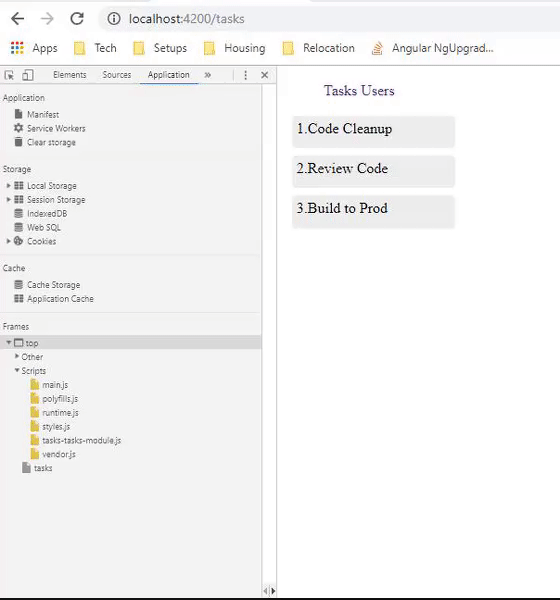 localhost:4200/tasks
Apps Tech Setups Housing Relocation Angular NgUpgrad...
Elements Sources Application »
Application
Manifest
Service Workers
Clear storage
Storage
Local Storage
Session Storage
IndexedDB
Web SQL
Cookies
Cache
Cache Storage
Application Cache
Frames
top
Other
Scripts
main.js
polyfills.js
runtime.js
styles.js
tasks-tasks-module.js
vendor.js
tasks
Tasks Users
1.Code Cleanup
2.Review Code
3.Build to Prod